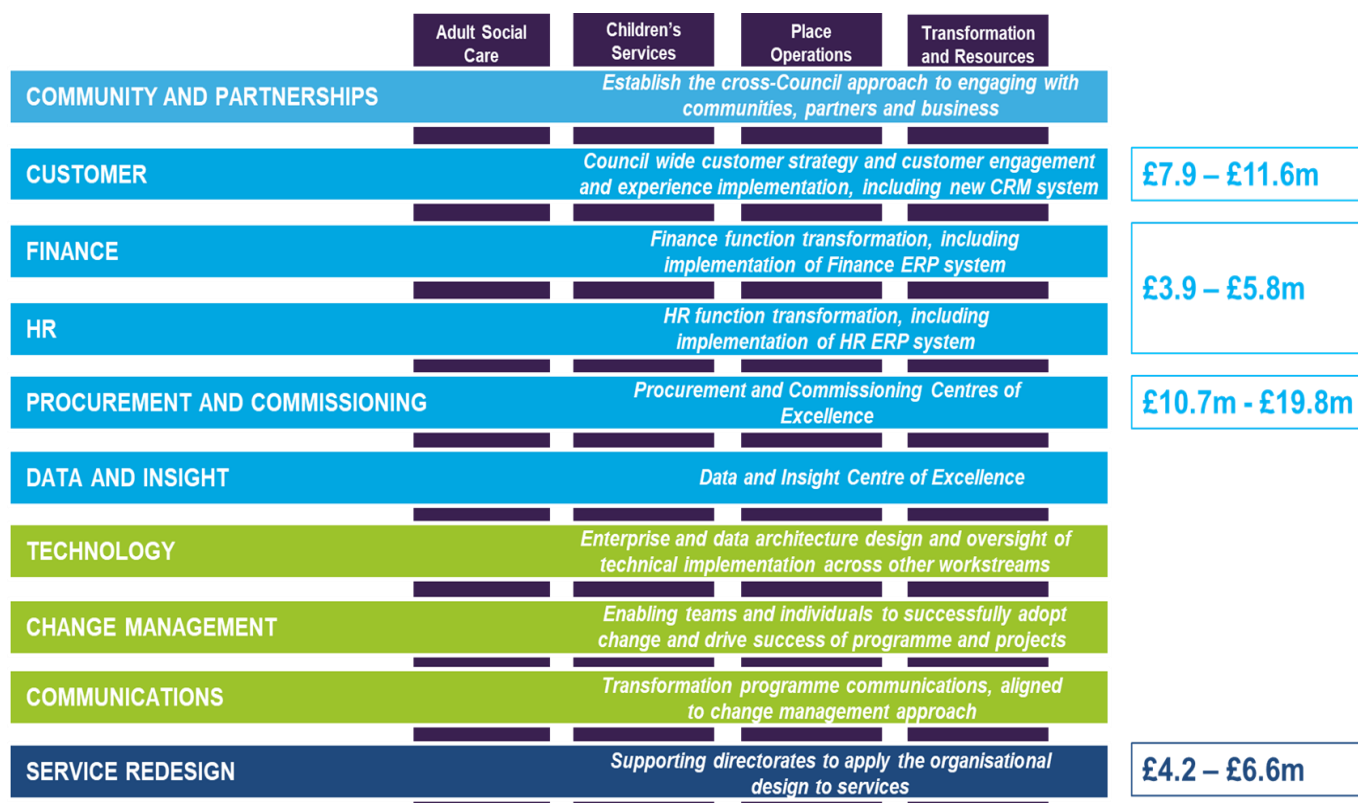 Adult Social
Care
Children's
Services
Place
Operations
Transformation
and Resources
COMMUNITY AND PARTNERSHIPS
Establish the cross-Council approach to engaging with
communities, partners and business
CUSTOMER
Council wide customer strategy and customer engagement
and experience implementation, including new CRM system
£7.9 – £11.6m
FINANCE
Finance function transformation, including
implementation of Finance ERP system
£3.9 – £5.8m
HR
HR function transformation, including
implementation of HR ERP system
PROCUREMENT AND COMMISSIONING
Procurement and Commissioning Centres of
Excellence
£10.7m - £19.8m
DATA AND INSIGHT
Data and Insight Centre of Excellence
TECHNOLOGY
Enterprise and data architecture design and oversight of
technical implementation across other workstreams
CHANGE MANAGEMENT
Enabling teams and individuals to successfully adopt
change and drive success of programme and projects
COMMUNICATIONS
Transformation programme communications, aligned
to change management approach
SERVICE REDESIGN
Supporting directorates to apply the organisational
design to services
£4.2 – £6.6m